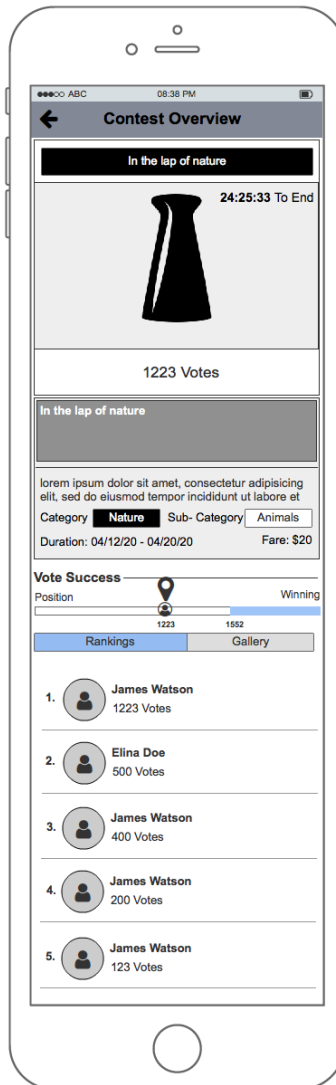 ABC 08:38 PM
Contest Overview
In the lap of nature
24:25:33 To End
1223 Votes
In the lap of nature
lorem ipsum dolor sit amet, consectetur adipisicing
elit, sed do eiusmod tempor incididunt ut labore et
Category Nature Sub- Category Animals
Duration: 04/12/20 - 04/20/20 Fare: $20
Vote Success
Position Winning
1223 1552
Rankings Gallery
1. James Watson
1223 Votes
2. Elina Doe
500 Votes
3. James Watson
400 Votes
4. James Watson
200 Votes
5. James Watson
123 Votes